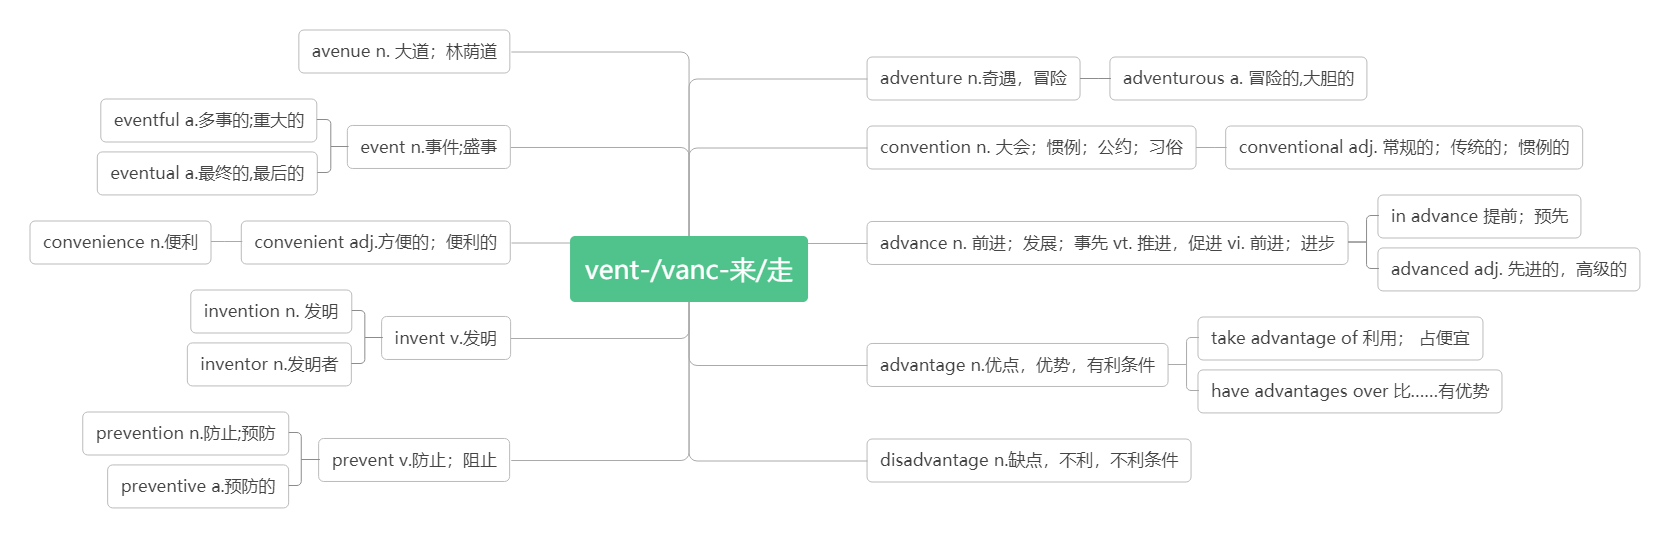 avenue n. 大道；林荫道
eventful a.多事的;重大的
event n.事件;盛事
eventual a.最终的,最后的
convenience n.便利
convenient adj.方便的；便利的
invention n. 发明
invent v.发明
inventor n.发明者
prevention n.防止;预防
prevent v.防止；阻止
preventive a.预防的
vent-/vanc-来/走
adventure n.奇遇，冒险
adventurous a. 冒险的,大胆的
convention n. 大会；惯例；公约；习俗
conventional adj. 常规的；传统的；惯例的
advance n. 前进；发展；事先 vt. 推进，促进 vi. 前进；进步
in advance 提前；预先
advanced adj. 先进的，高级的
advantage n.优点，优势，有利条件
take advantage of 利用； 占便宜
have advantages over 比……有优势
disadvantage n.缺点，不利，不利条件